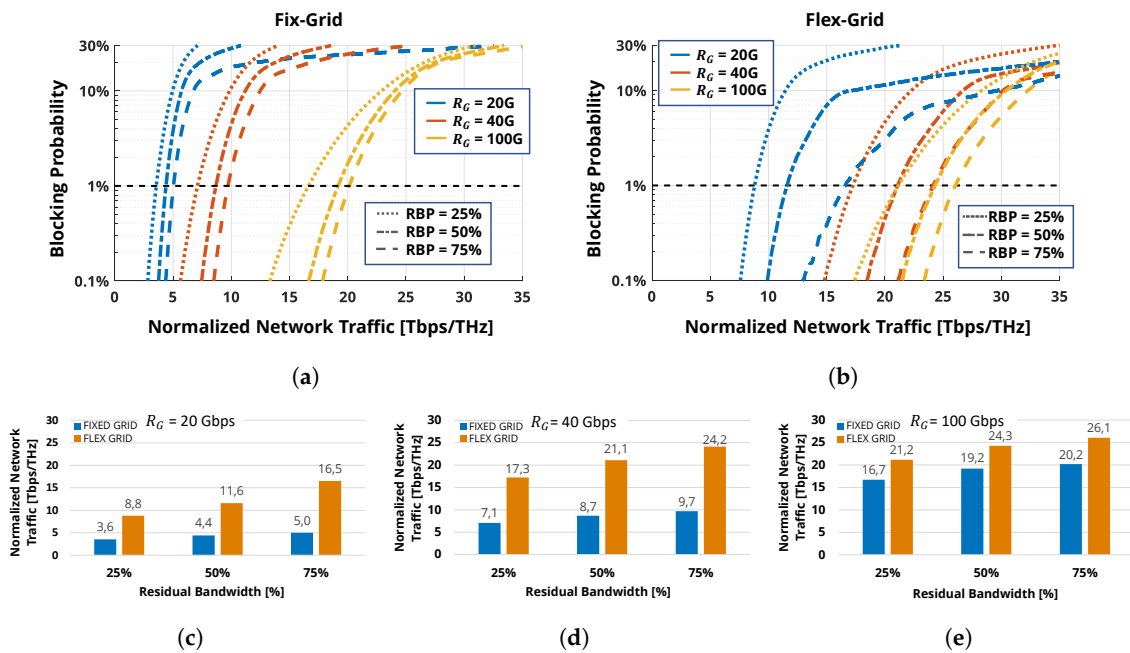 Fix-Grid
Blocking Probability
30%
10%
1%
0.1%
R_G = 20G
R_G = 40G
R_G = 100G
RBP = 25%
RBP = 50%
RBP = 75%
0 5 10 15 20 25 30 35
Normalized Network Traffic [Tbps/THz]
(a)
Flex-Grid
Blocking Probability
30%
10%
1%
0.1%
R_G = 20G
R_G = 40G
R_G = 100G
RBP = 25%
RBP = 50%
RBP = 75%
0 5 10 15 20 25 30 35
Normalized Network Traffic [Tbps/THz]
(b)
R_G = 20 Gbps
FIXED GRID
FLEX GRID
Normalized Network
Traffic [Tbps/THz]
30
25
20
15
10
5
0
3,6 8,8 4,4 11,6 5,0 16,5
25% 50% 75%
Residual Bandwidth [%]
(c)
R_G = 40 Gbps
FIXED GRID
FLEX GRID
Normalized Network
Traffic [Tbps/THz]
30
25
20
15
10
5
0
7,1 17,3 8,7 21,1 9,7 24,2
25% 50% 75%
Residual Bandwidth [%]
(d)
R_G = 100 Gbps
FIXED GRID
FLEX GRID
Normalized Network
Traffic [Tbps/THz]
30
25
20
15
10
5
0
16,7 21,2 19,2 24,3 20,2 26,1
25% 50% 75%
Residual Bandwidth [%]
(e)